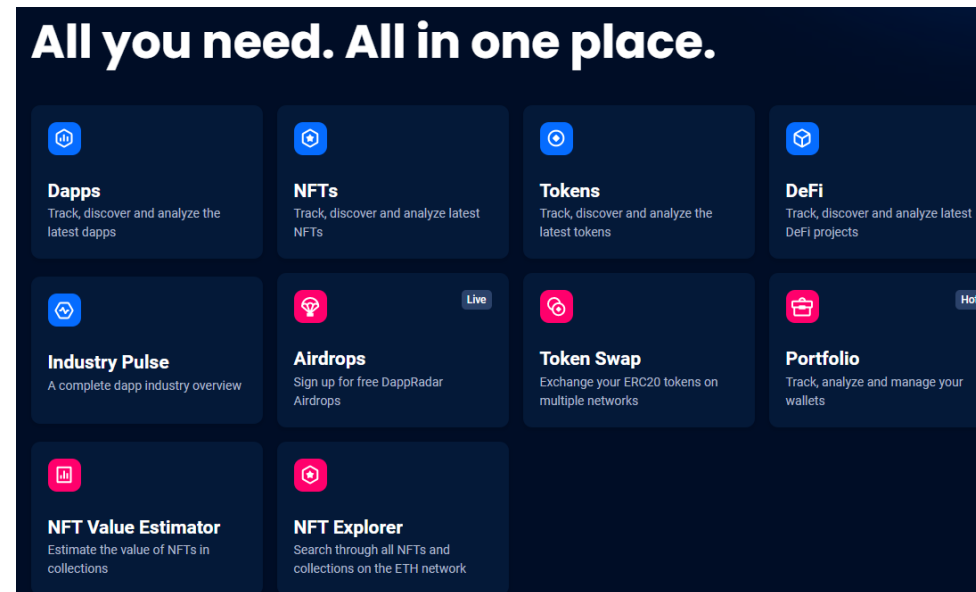 All you need. All in one place.
Dapps
Track, discover and analyze the
latest dapps
NFTs
Track, discover and analyze latest
NFTs
Tokens
Track, discover and analyze the
latest tokens
DeFi
Track, discover and analyze latest
DeFi projects
Industry Pulse
A complete dapp industry overview
Live
Airdrops
Sign up for free DappRadar
Airdrops
Token Swap
Exchange your ERC20 tokens on
multiple networks
Hot
Portfolio
Track, analyze and manage your
wallets
NFT Value Estimator
Estimate the value of NFTs in
collections
NFT Explorer
Search through all NFTs and
collections on the ETH network